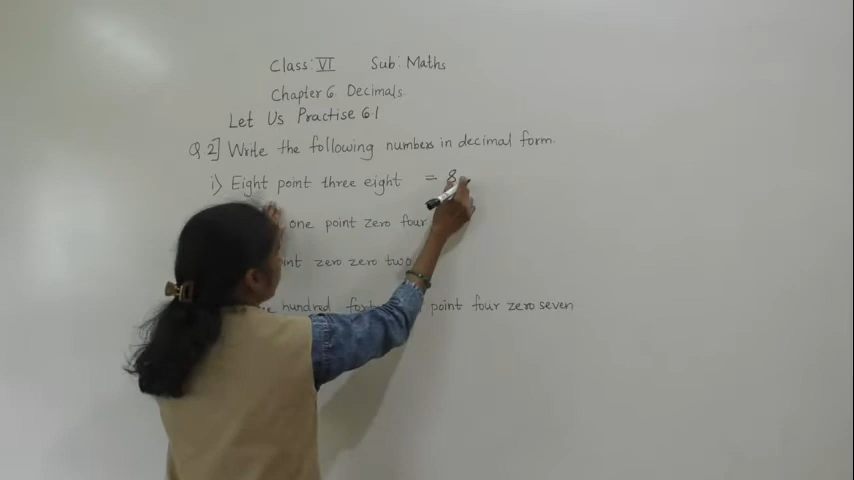 Class: VI Sub: Maths
Chapter 6 Decimals
Let Us Practise 6.1
Q 2] Write the following numbers in decimal form.
i) Eight point three eight = 8
one point zero four
zero zero two
hundred point four zero seven